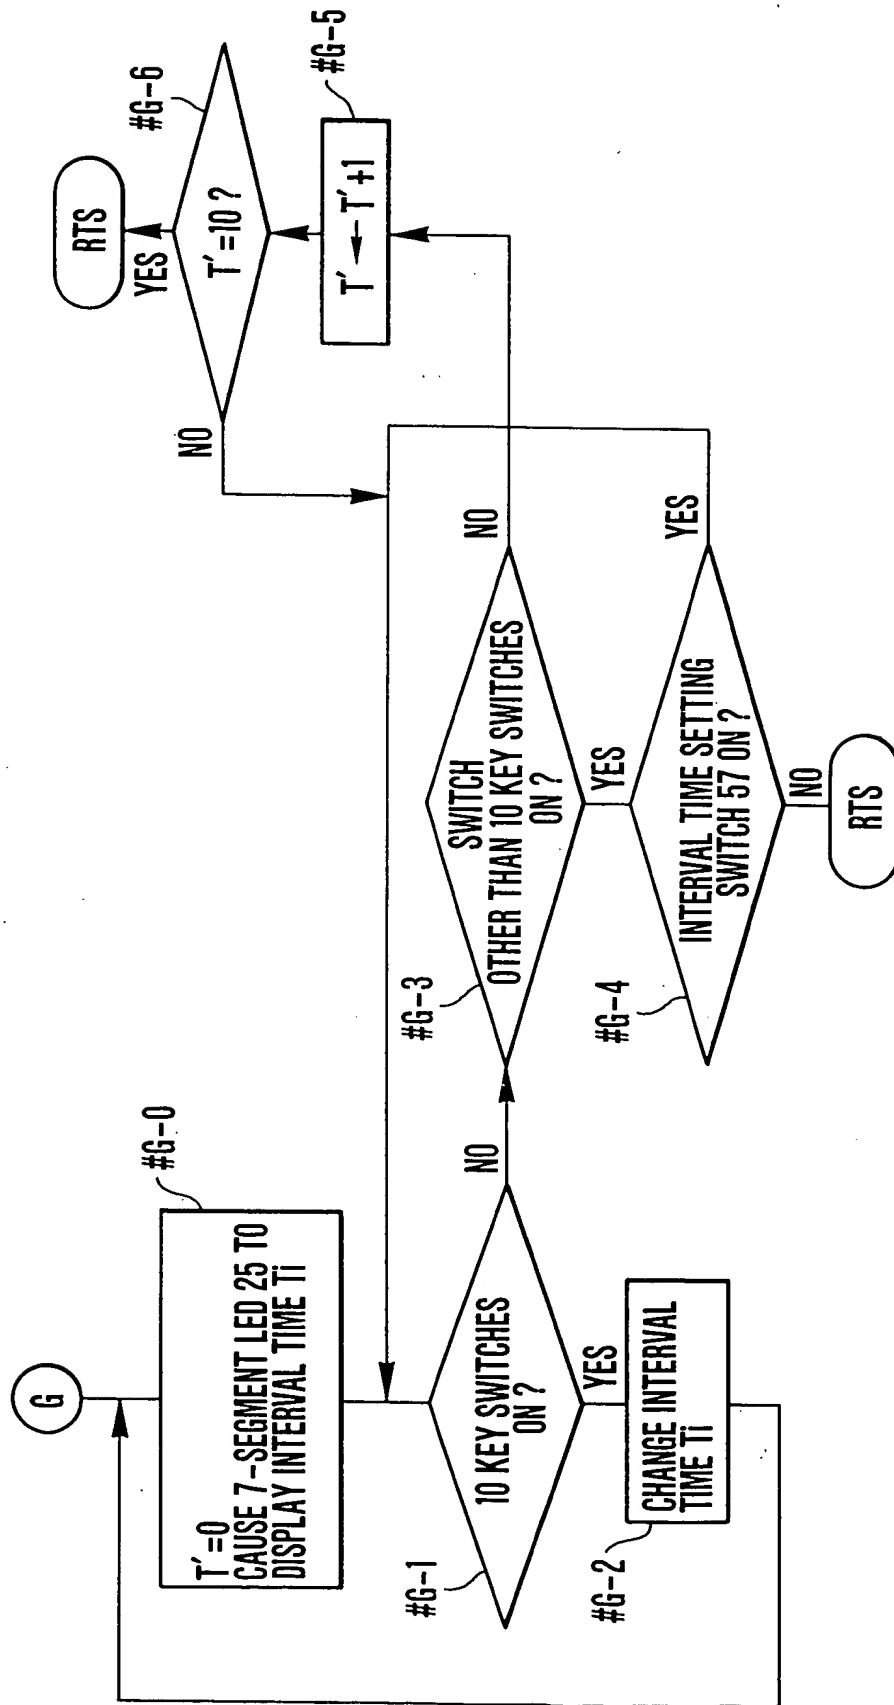 G
#G-0
T'=0
CAUSE 7-SEGMENT LED 25 TO
DISPLAY INTERVAL TIME Ti
#G-1
10 KEY SWITCHES
ON ?
NO
YES
#G-2
CHANGE INTERVAL
TIME Ti
#G-3
SWITCH
OTHER THAN 10 KEY SWITCHES
ON ?
NO
YES
#G-4
INTERVAL TIME SETTING
SWITCH 57 ON ?
YES
NO
RTS
#G-5
T' ← T'+1
#G-6
T'=10 ?
NO
YES
RTS